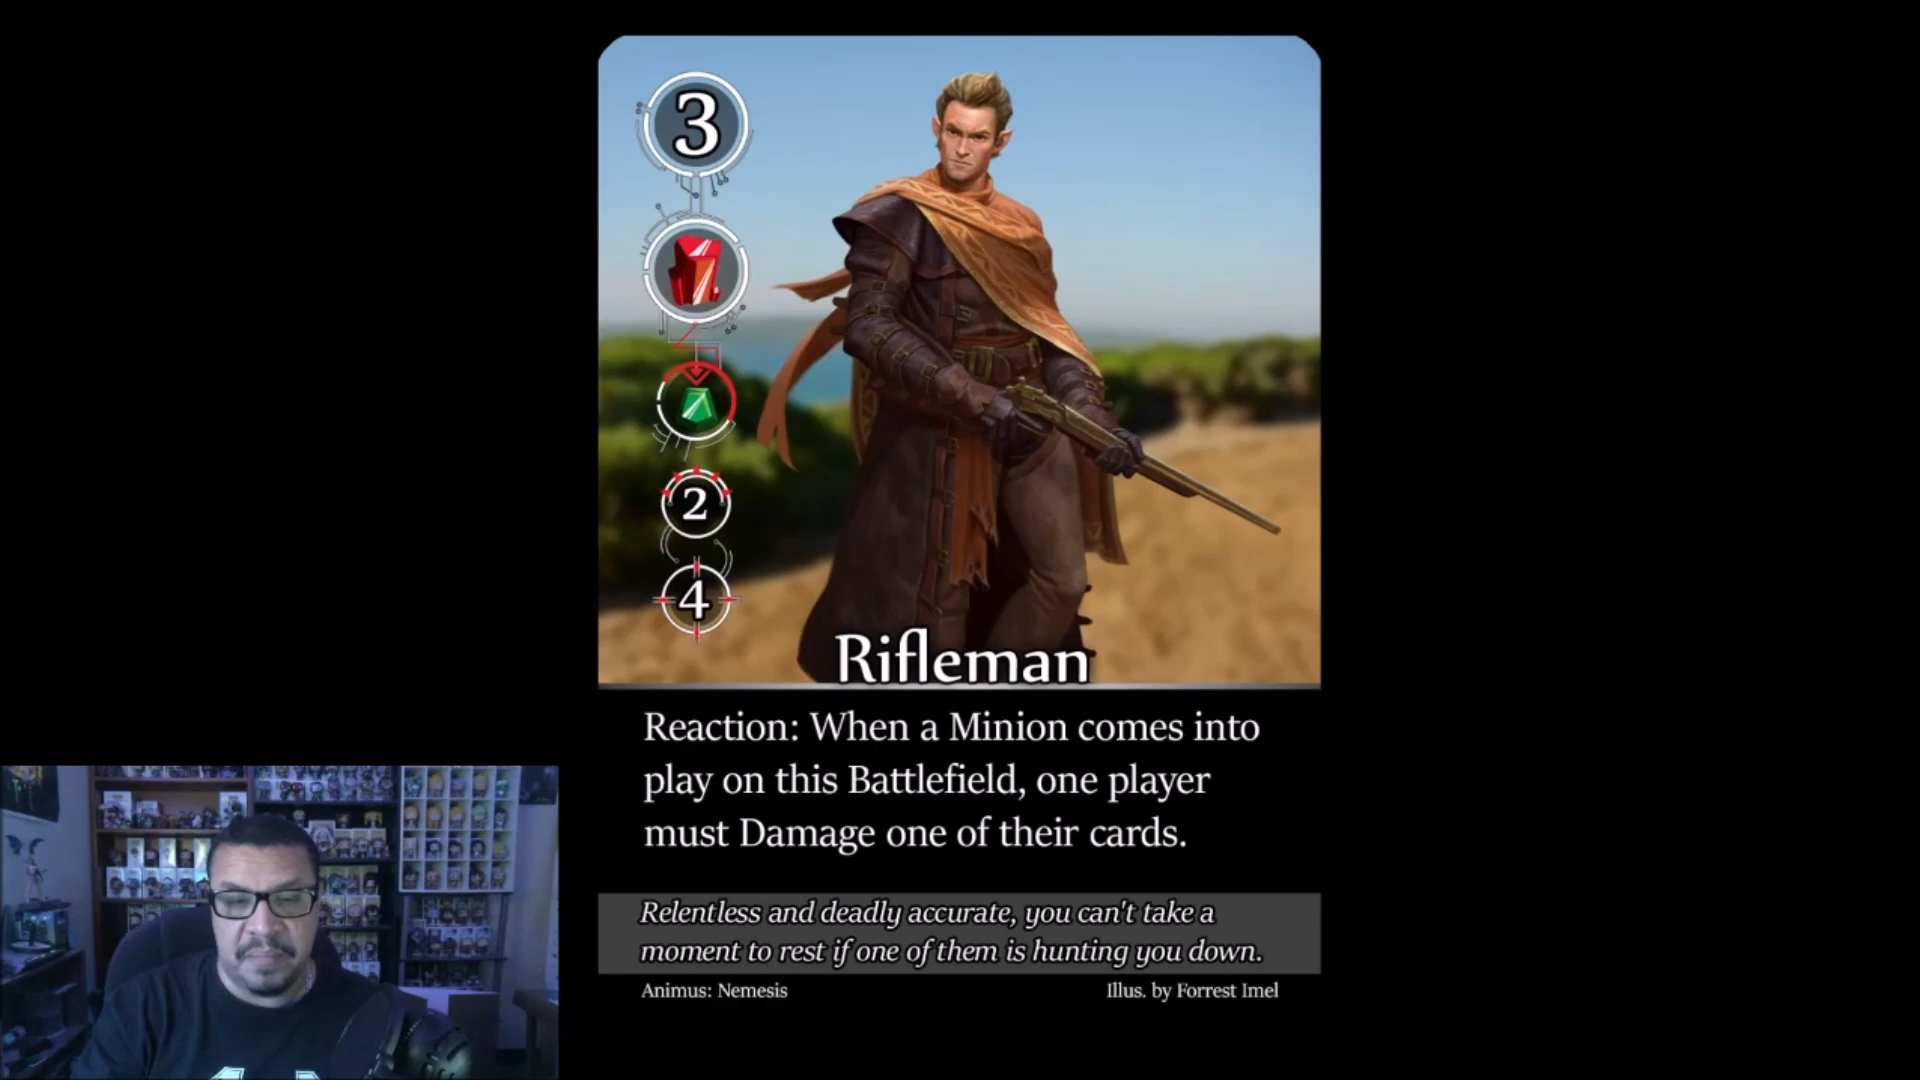 3
2
4
Rifleman
Reaction: When a Minion comes into
play on this Battlefield, one player
must Damage one of their cards.
Relentless and deadly accurate, you can't take a
moment to rest if one of them is hunting you down.
Animus: Nemesis
Illus. by Forrest Imel